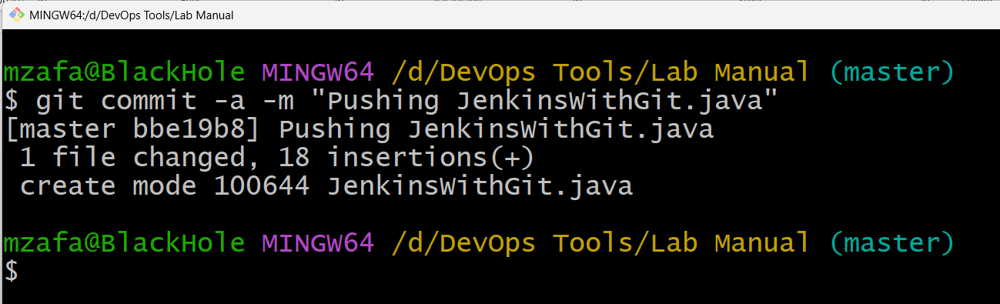 MINGW64:/d/DevOps Tools/Lab Manual
mzafa@BlackHole MINGW64 /d/DevOps Tools/Lab Manual (master)
$ git commit -a -m "Pushing JenkinsWithGit.java"
[master bbe19b8] Pushing JenkinsWithGit.java
 1 file changed, 18 insertions(+)
 create mode 100644 JenkinsWithGit.java
mzafa@BlackHole MINGW64 /d/DevOps Tools/Lab Manual (master)
$